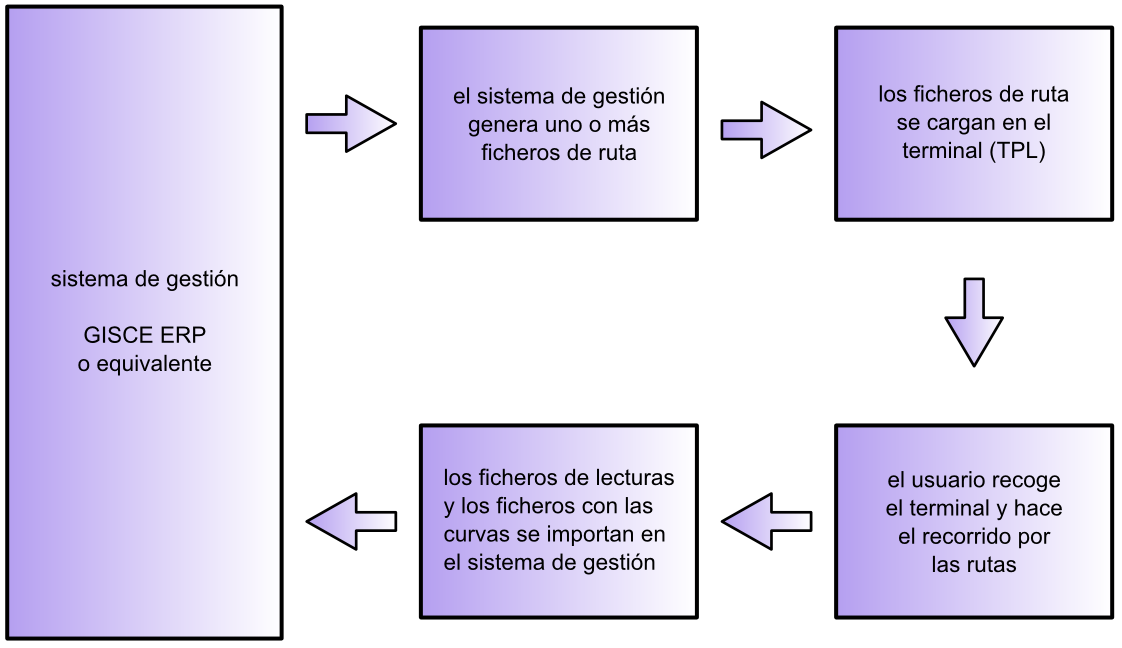 sistema de gestión
GISCE ERP
o equivalente
el sistema de gestión
genera uno o más
ficheros de ruta
los ficheros de ruta
se cargan en el
terminal (TPL)
el usuario recoge
el terminal y hace
el recorrido por
las rutas
los ficheros de lecturas
y los ficheros con las
curvas se importan en
el sistema de gestión